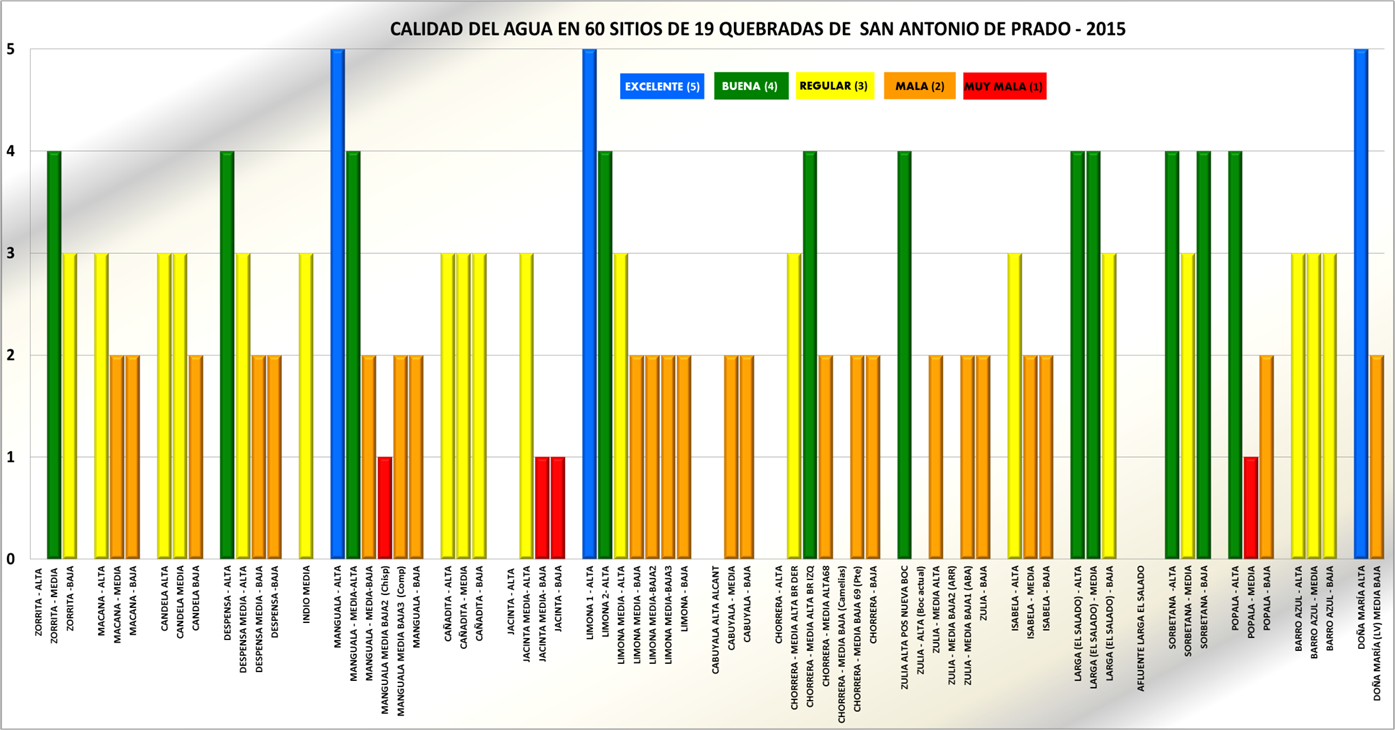 CALIDAD DEL AGUA EN 60 SITIOS DE 19 QUEBRADAS DE SAN ANTONIO DE PRADO - 2015
EXCELENTE (5)
BUENA (4)
REGULAR (3)
MALA (2)
MUY MALA (1)
5
4
3
2
1
0
ZORRITA - ALTA
ZORRITA - MEDIA
ZORRITA - BAJA
MACANA - ALTA
MACANA - MEDIA
MACANA - BAJA
CANDELA ALTA
CANDELA MEDIA
CANDELA BAJA
DESPENSA - ALTA
DESPENSA MEDIA - ALTA
DESPENSA MEDIA - BAJA
DESPENSA -BAJA
INDIO MEDIA
MANGUALA - ALTA
MANGUALA - MEDIA-ALTA
MANGUALA - MEDIA-BAJA
MANGUALA MEDIA BAJA2 (Chisp)
MANGUALA MEDIA BAJA3 (Comp)
MANGUALA - BAJA
CAÑADITA - ALTA
CAÑADITA - MEDIA
CAÑADITA - BAJA
JACINTA - ALTA
JACINTA MEDIA- ALTA
JACINTA MEDIA- BAJA
JACINTA - BAJA
LIMONA 1 - ALTA
LIMONA 2 - ALTA
LIMONA MEDIA - ALTA
LIMONA MEDIA - BAJA
LIMONA MEDIA-BAJA2
LIMONA MEDIA-BAJA3
LIMONA - BAJA
CABUYALA ALTA ALCANT
CABUYALA - MEDIA
CABUYALA - BAJA
CHORRERA - ALTA
CHORRERA - MEDIA ALTA BR DER
CHORRERA - MEDIA ALTA BR IZQ
CHORRERA - MEDIA ALTA68
CHORRERA - MEDIA BAJA (Camelias)
CHORRERA - MEDIA BAJA 69 (Pte)
CHORRERA - BAJA
ZULIA ALTA POS NUEVA BOC
ZULIA - ALTA (Boc actual)
ZULIA - MEDIA ALTA
ZULIA - MEDIA BAJA2 (ARR)
ZULIA - MEDIA BAJA1 (ABA)
ZULIA - BAJA
ISABELA - ALTA
ISABELA - MEDIA
ISABELA - BAJA
LARGA (EL SALADO) - ALTA
LARGA (EL SALADO) - MEDIA
LARGA (EL SALADO) - BAJA
AFLUENTE LARGA EL SALADO
SORBETANA - ALTA
SORBETANA - MEDIA
SORBETANA - BAJA
POPALA - ALTA
POPALA - MEDIA
POPALA - BAJA
BARRO AZUL - ALTA
BARRO AZUL - MEDIA
BARRO AZUL - BAJA
DOÑA MARÍA ALTA
DOÑA MARÍA (LV) MEDIA BAJA